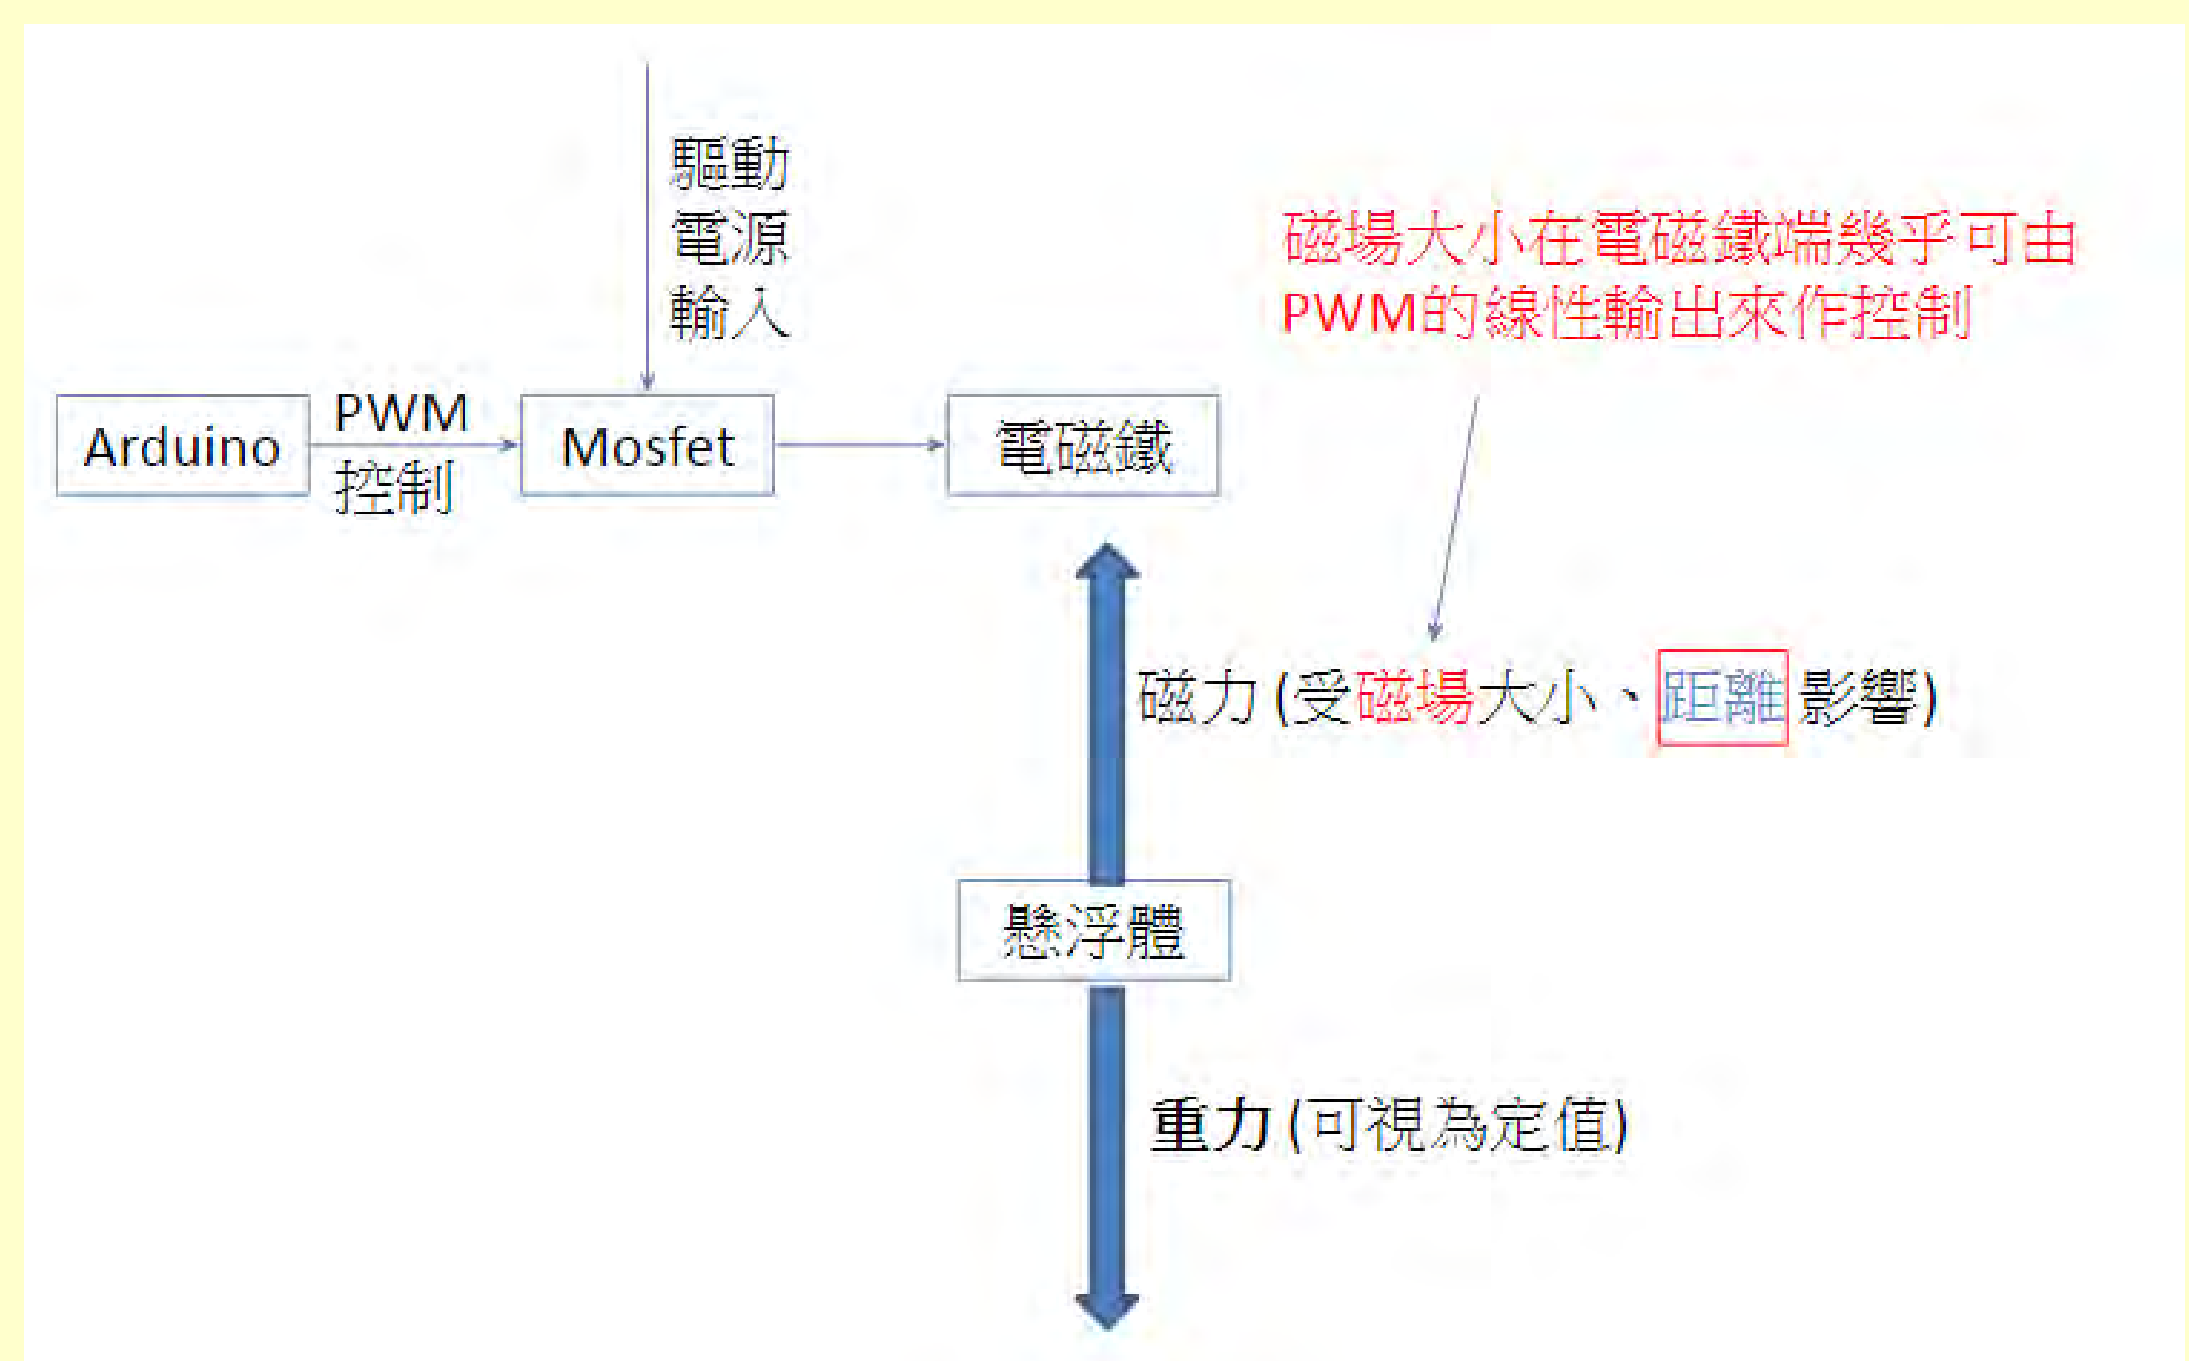 驅動
電源
輸入
磁場大小在電磁鐵端幾乎可由
PWM的線性輸出來作控制
Arduino
PWM
控制
Mosfet
電磁鐵
磁力(受磁場大小、距離影響)
懸浮體
重力(可視為定值)